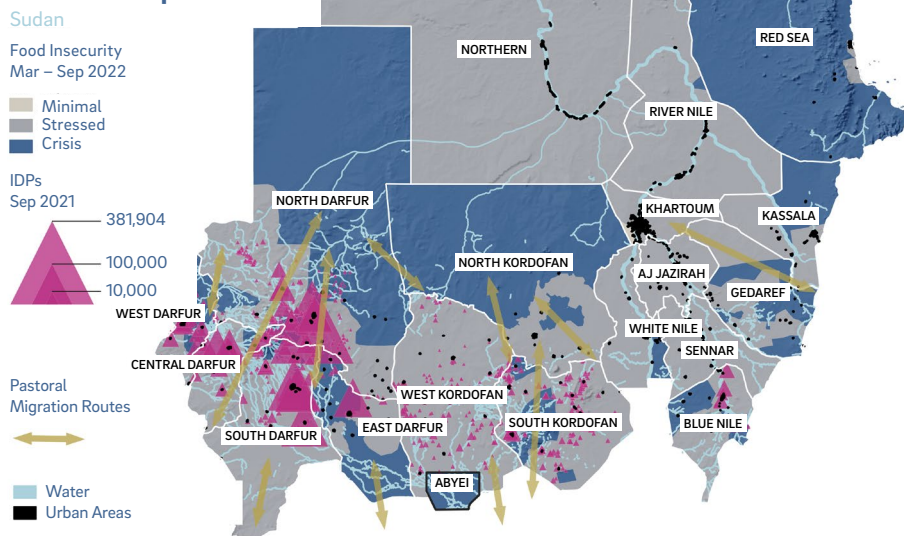 Sudan
Food Insecurity
Mar – Sep 2022
Minimal
Stressed
Crisis
IDPs
Sep 2021
381,904
100,000
10,000
Pastoral
Migration Routes
Water
Urban Areas
NORTHERN
RED SEA
RIVER NILE
NORTH DARFUR
KHARTOUM
KASSALA
NORTH KORDOFAN
AJ JAZIRAH
GEDAREF
WEST DARFUR
WHITE NILE
SENNAR
CENTRAL DARFUR
WEST KORDOFAN
SOUTH KORDOFAN
BLUE NILE
SOUTH DARFUR
EAST DARFUR
ABYEI